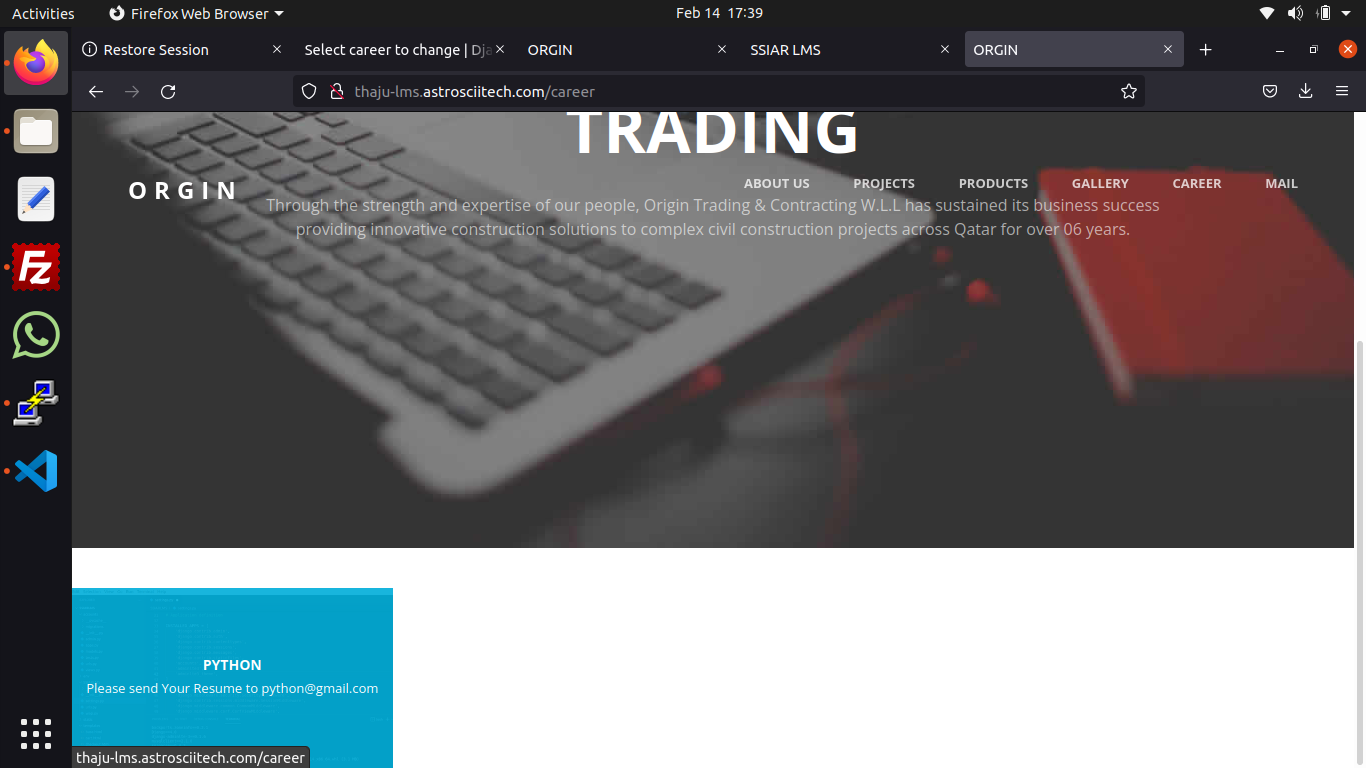 Activities
Firefox Web Browser
Feb 14 17:39
Restore Session
Select career to change | Dja
ORGIN
SSIAR LMS
ORGIN
thaju-lms.astrosciitech.com/career
TRADING
ORGIN
ABOUT US
PROJECTS
PRODUCTS
GALLERY
CAREER
MAIL
Through the strength and expertise of our people, Origin Trading & Contracting W.L.L has sustained its business success
providing innovative construction solutions to complex civil construction projects across Qatar for over 06 years.
Fz
PYTHON
Please send Your Resume to python@gmail.com
thaju-lms.astrosciitech.com/career